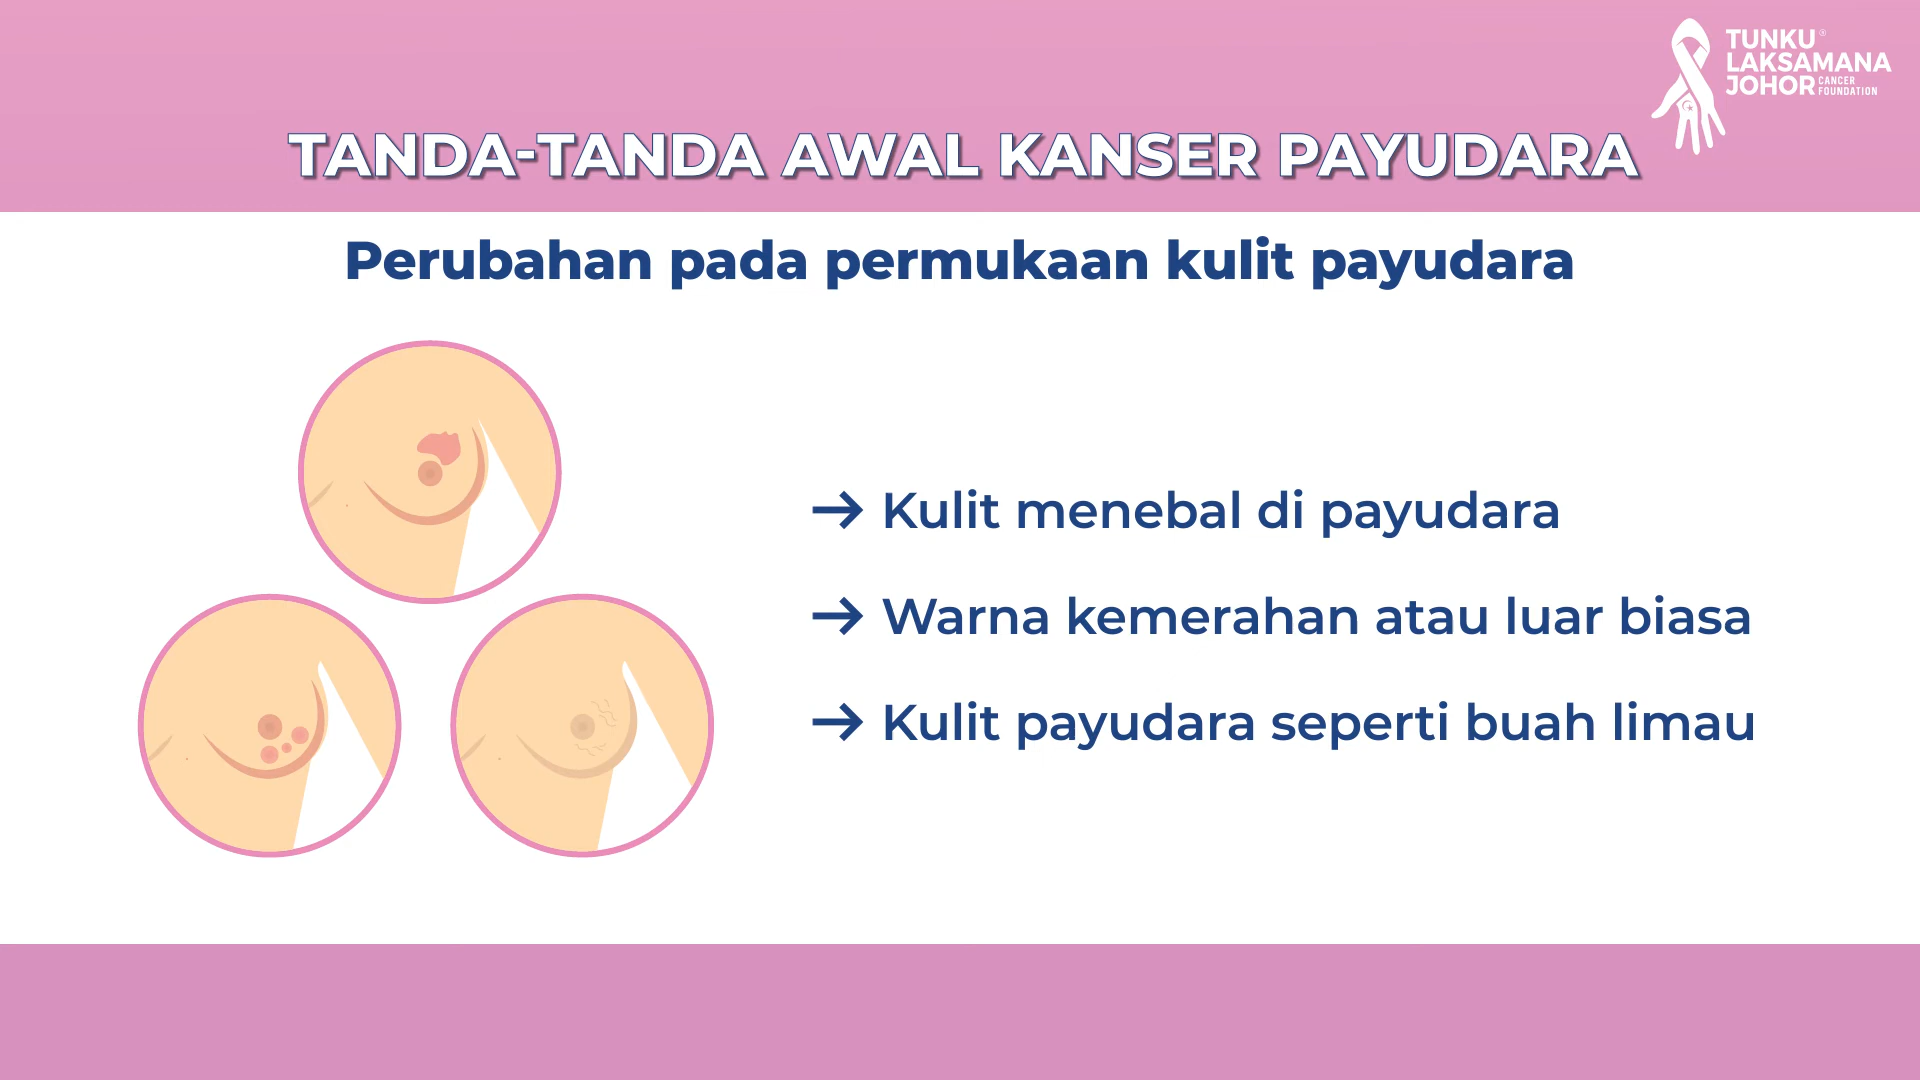 TUNKU®
LAKSAMANA
JOHOR CANCER
FOUNDATION
TANDA-TANDA AWAL KANSER PAYUDARA
Perubahan pada permukaan kulit payudara
→ Kulit menebal di payudara
→ Warna kemerahan atau luar biasa
→ Kulit payudara seperti buah limau